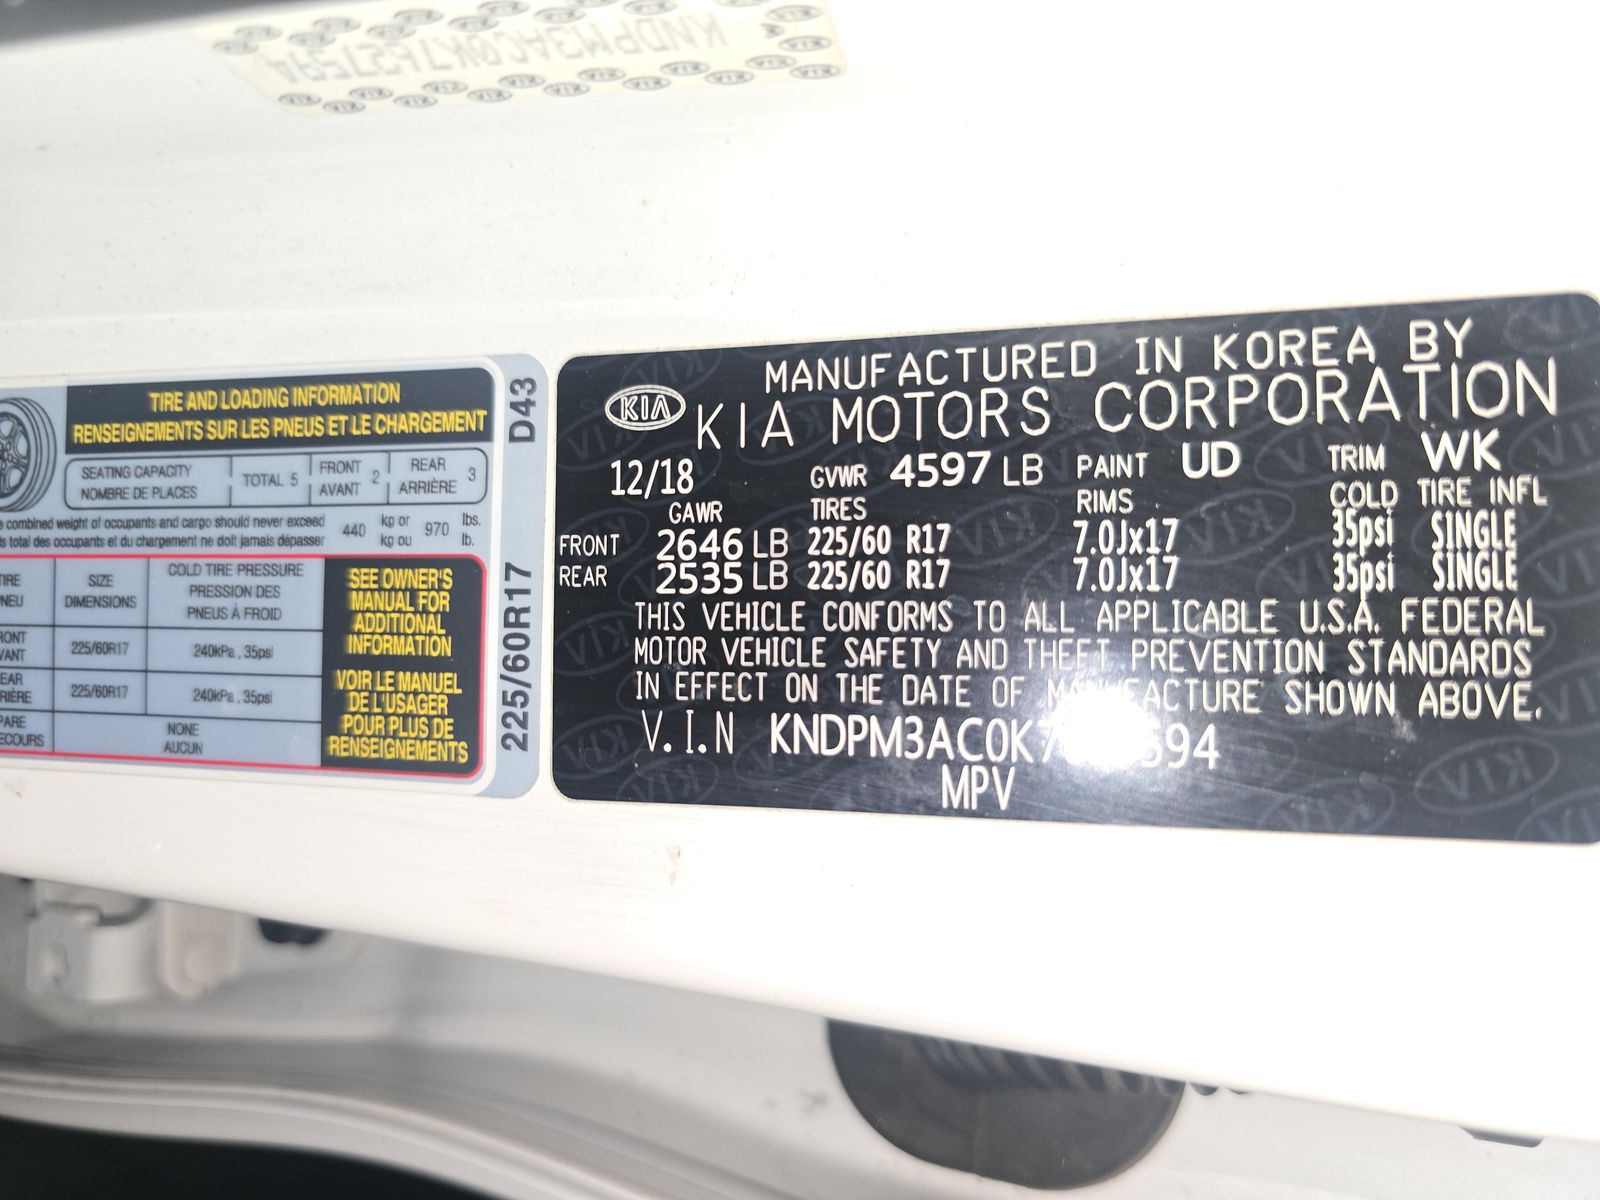 KIA
TIRE AND LOADING INFORMATION
RENSEIGNEMENTS SUR LES PNEUS ET LE CHARGEMENT
SEATING CAPACITY
NOMBRE DE PLACES
TOTAL 5
FRONT
AVANT
2
REAR
ARRIÈRE
3
combined weight of occupants and cargo should never exceed
total des occupants et du chargement ne doit jamais dépasser
440
kg or
kg ou
970
lbs.
lb.
SIZE
DIMENSIONS
COLD TIRE PRESSURE
PRESSION DES
PNEUS À FROID
225/60R17
240kPa, 35psi
225/60R17
240kPa, 35psi
NONE
AUCUN
SEE OWNER'S
MANUAL FOR
ADDITIONAL
INFORMATION
VOIR LE MANUEL
DE L'USAGER
POUR PLUS DE
RENSEIGNEMENTS
225/60R17 D43
KIA
MANUFACTURED IN KOREA BY
KIA MOTORS CORPORATION
12/18 GVWR 4597 LB PAINT UD TRIM WK
GAWR TIRES RIMS COLD TIRE INFL
FRONT 2646 LB 225/60 R17 7.0Jx17 35psi SINGLE
REAR 2535 LB 225/60 R17 7.0Jx17 35psi SINGLE
THIS VEHICLE CONFORMS TO ALL APPLICABLE U.S.A. FEDERAL
MOTOR VEHICLE SAFETY AND THEFT PREVENTION STANDARDS
IN EFFECT ON THE DATE OF MANUFACTURE SHOWN ABOVE.
V.I.N KNDPM3AC0K7 594
MPV